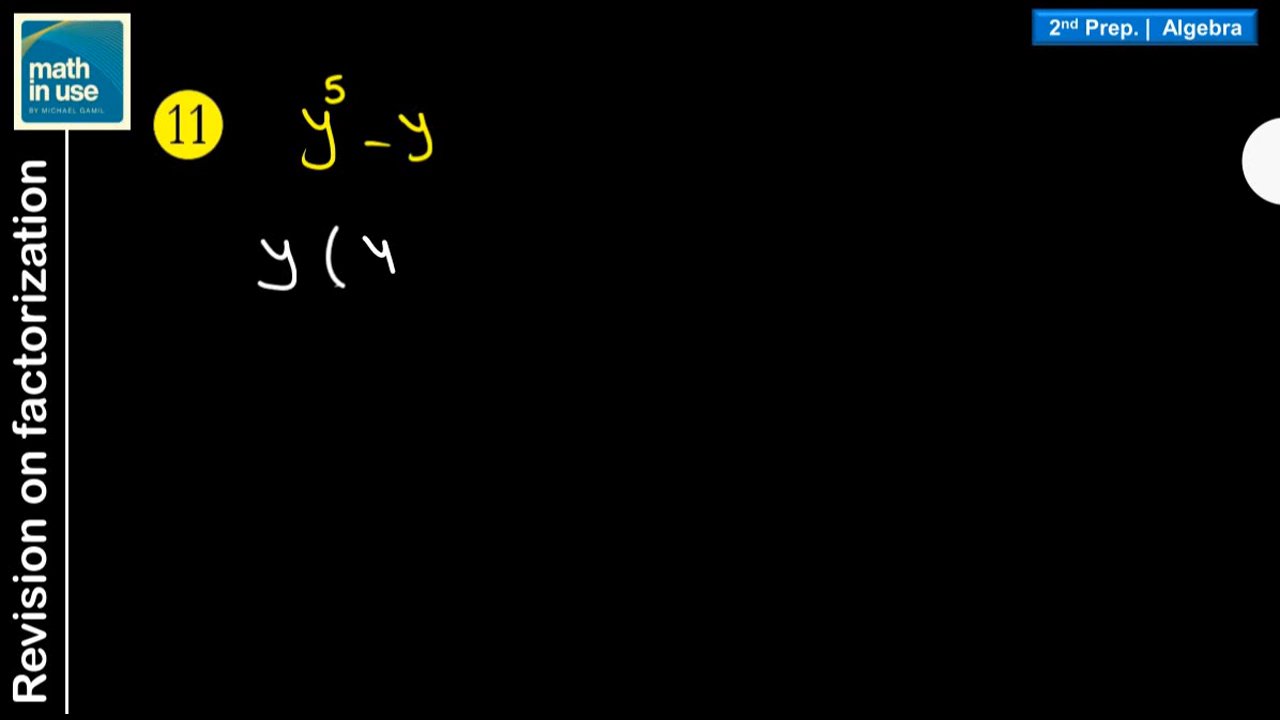 math
in use
BY MICHAEL GAMIL
2nd Prep. | Algebra
Revision on factorization
11 y⁵ - y
y ( y